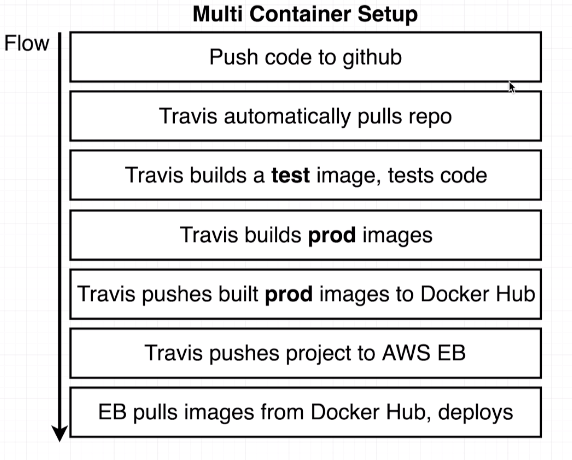 Multi Container Setup
Flow
Push code to github
Travis automatically pulls repo
Travis builds a test image, tests code
Travis builds prod images
Travis pushes built prod images to Docker Hub
Travis pushes project to AWS EB
EB pulls images from Docker Hub, deploys